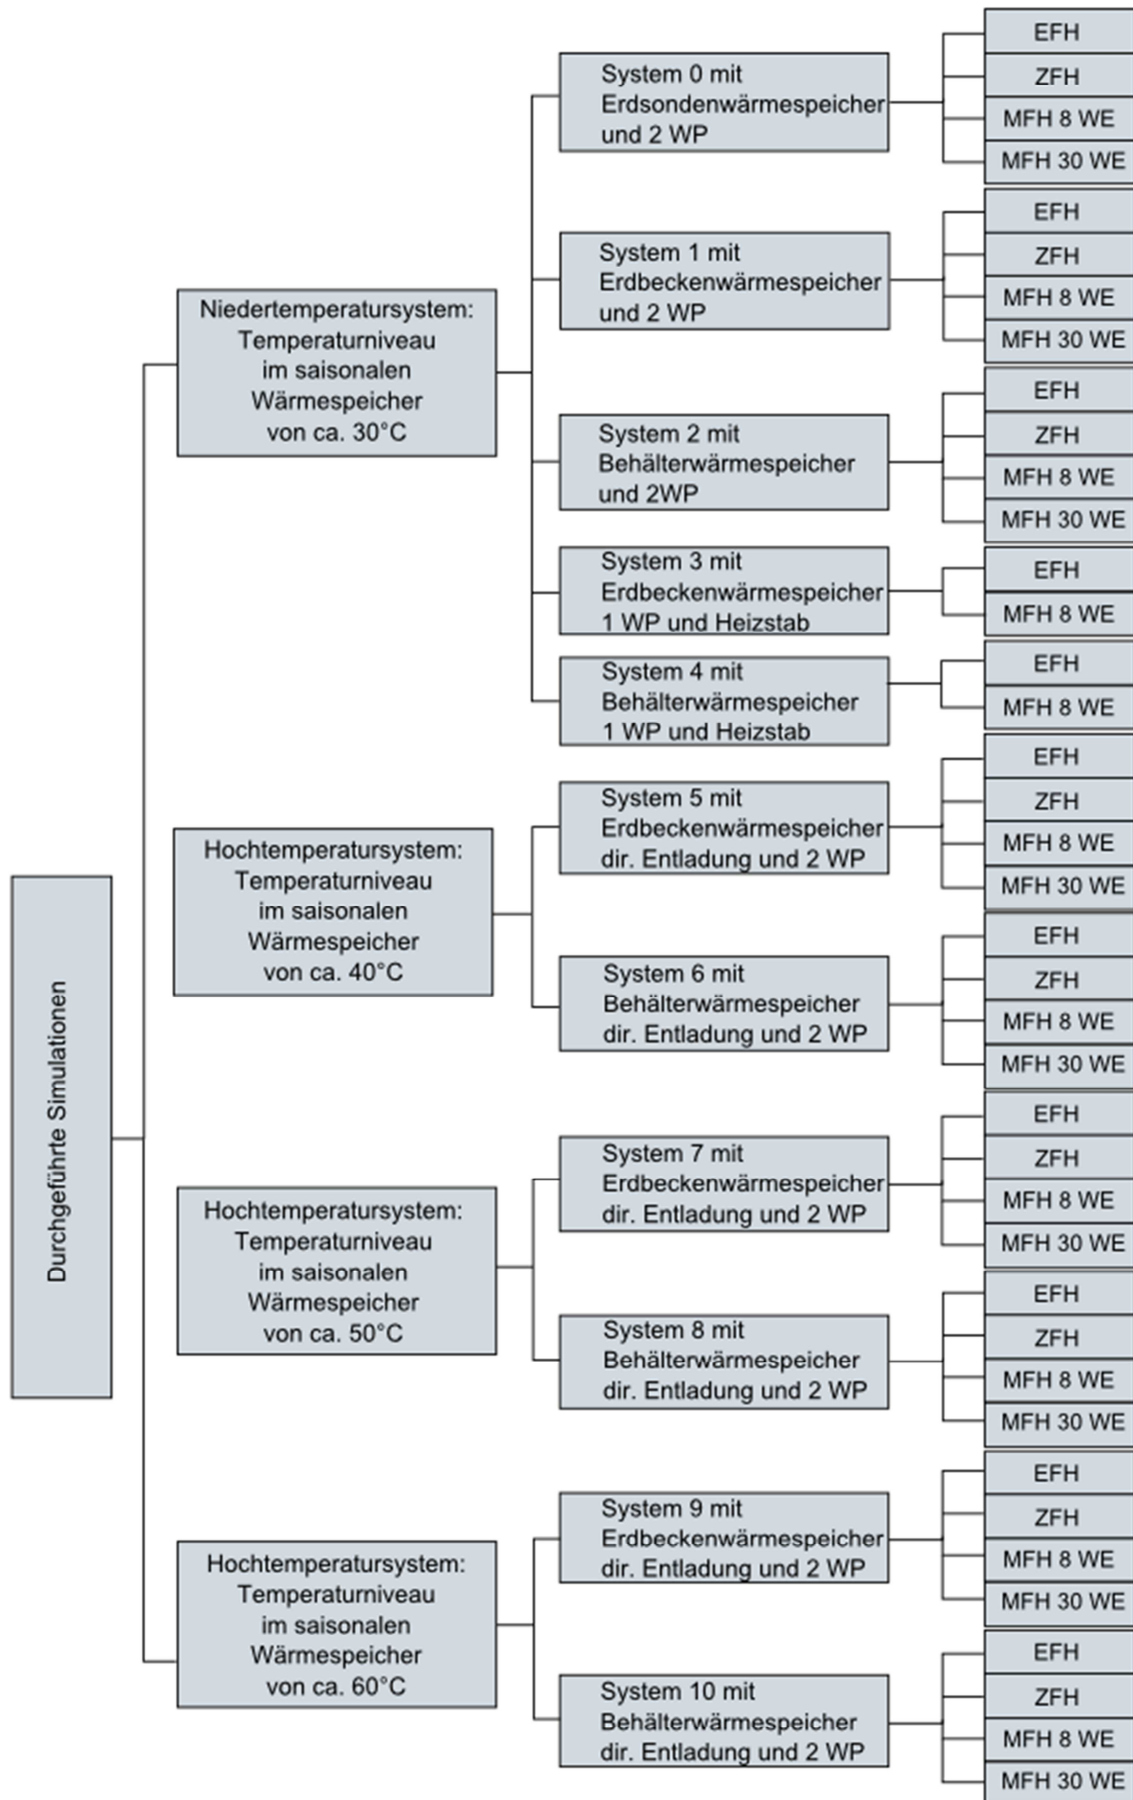 Durchgeführte Simulationen
Niedertemperatursystem:
Temperaturniveau
im saisonalen
Wärmespeicher
von ca. 30°C
System 0 mit
Erdsondenwärmespeicher
und 2 WP
EFH
ZFH
MFH 8 WE
MFH 30 WE
System 1 mit
Erdbeckenwärmespeicher
und 2 WP
EFH
ZFH
MFH 8 WE
MFH 30 WE
System 2 mit
Behälterwärmespeicher
und 2WP
EFH
ZFH
MFH 8 WE
MFH 30 WE
System 3 mit
Erdbeckenwärmespeicher
1 WP und Heizstab
EFH
MFH 8 WE
System 4 mit
Behälterwärmespeicher
1 WP und Heizstab
EFH
MFH 8 WE
Hochtemperatursystem:
Temperaturniveau
im saisonalen
Wärmespeicher
von ca. 40°C
System 5 mit
Erdbeckenwärmespeicher
dir. Entladung und 2 WP
EFH
ZFH
MFH 8 WE
MFH 30 WE
System 6 mit
Behälterwärmespeicher
dir. Entladung und 2 WP
EFH
ZFH
MFH 8 WE
MFH 30 WE
Hochtemperatursystem:
Temperaturniveau
im saisonalen
Wärmespeicher
von ca. 50°C
System 7 mit
Erdbeckenwärmespeicher
dir. Entladung und 2 WP
EFH
ZFH
MFH 8 WE
MFH 30 WE
System 8 mit
Behälterwärmespeicher
dir. Entladung und 2 WP
EFH
ZFH
MFH 8 WE
MFH 30 WE
Hochtemperatursystem:
Temperaturniveau
im saisonalen
Wärmespeicher
von ca. 60°C
System 9 mit
Erdbeckenwärmespeicher
dir. Entladung und 2 WP
EFH
ZFH
MFH 8 WE
MFH 30 WE
System 10 mit
Behälterwärmespeicher
dir. Entladung und 2 WP
EFH
ZFH
MFH 8 WE
MFH 30 WE